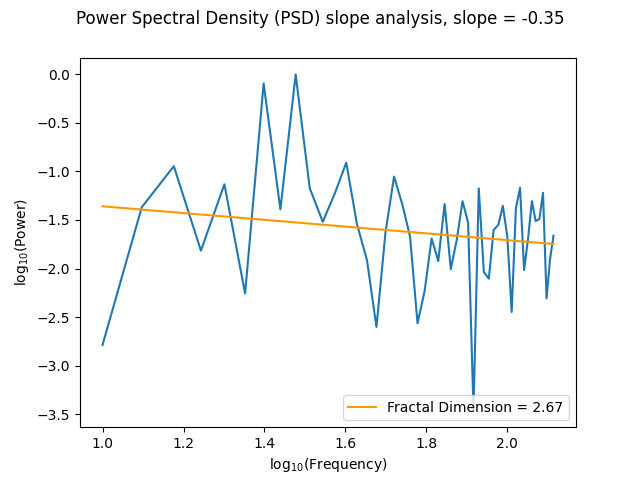 Power Spectral Density (PSD) slope analysis, slope = -0.35
0.0
−0.5
−1.0
−1.5
−2.0
−2.5
−3.0
−3.5
log₁₀(Power)
Fractal Dimension = 2.67
1.0 1.2 1.4 1.6 1.8 2.0
log₁₀(Frequency)